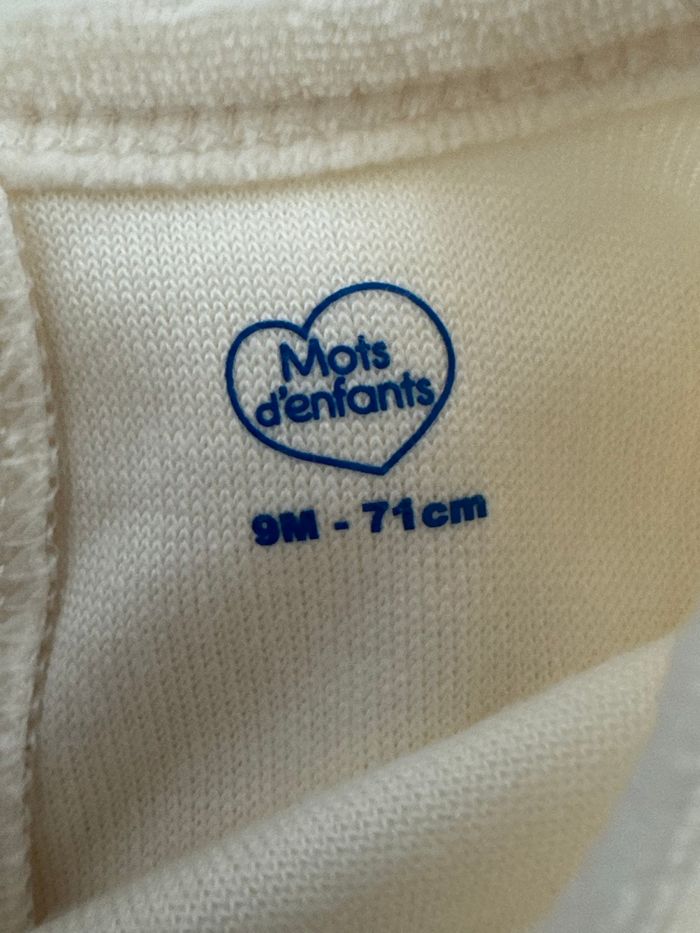 Mots
d'enfants
9M - 71cm